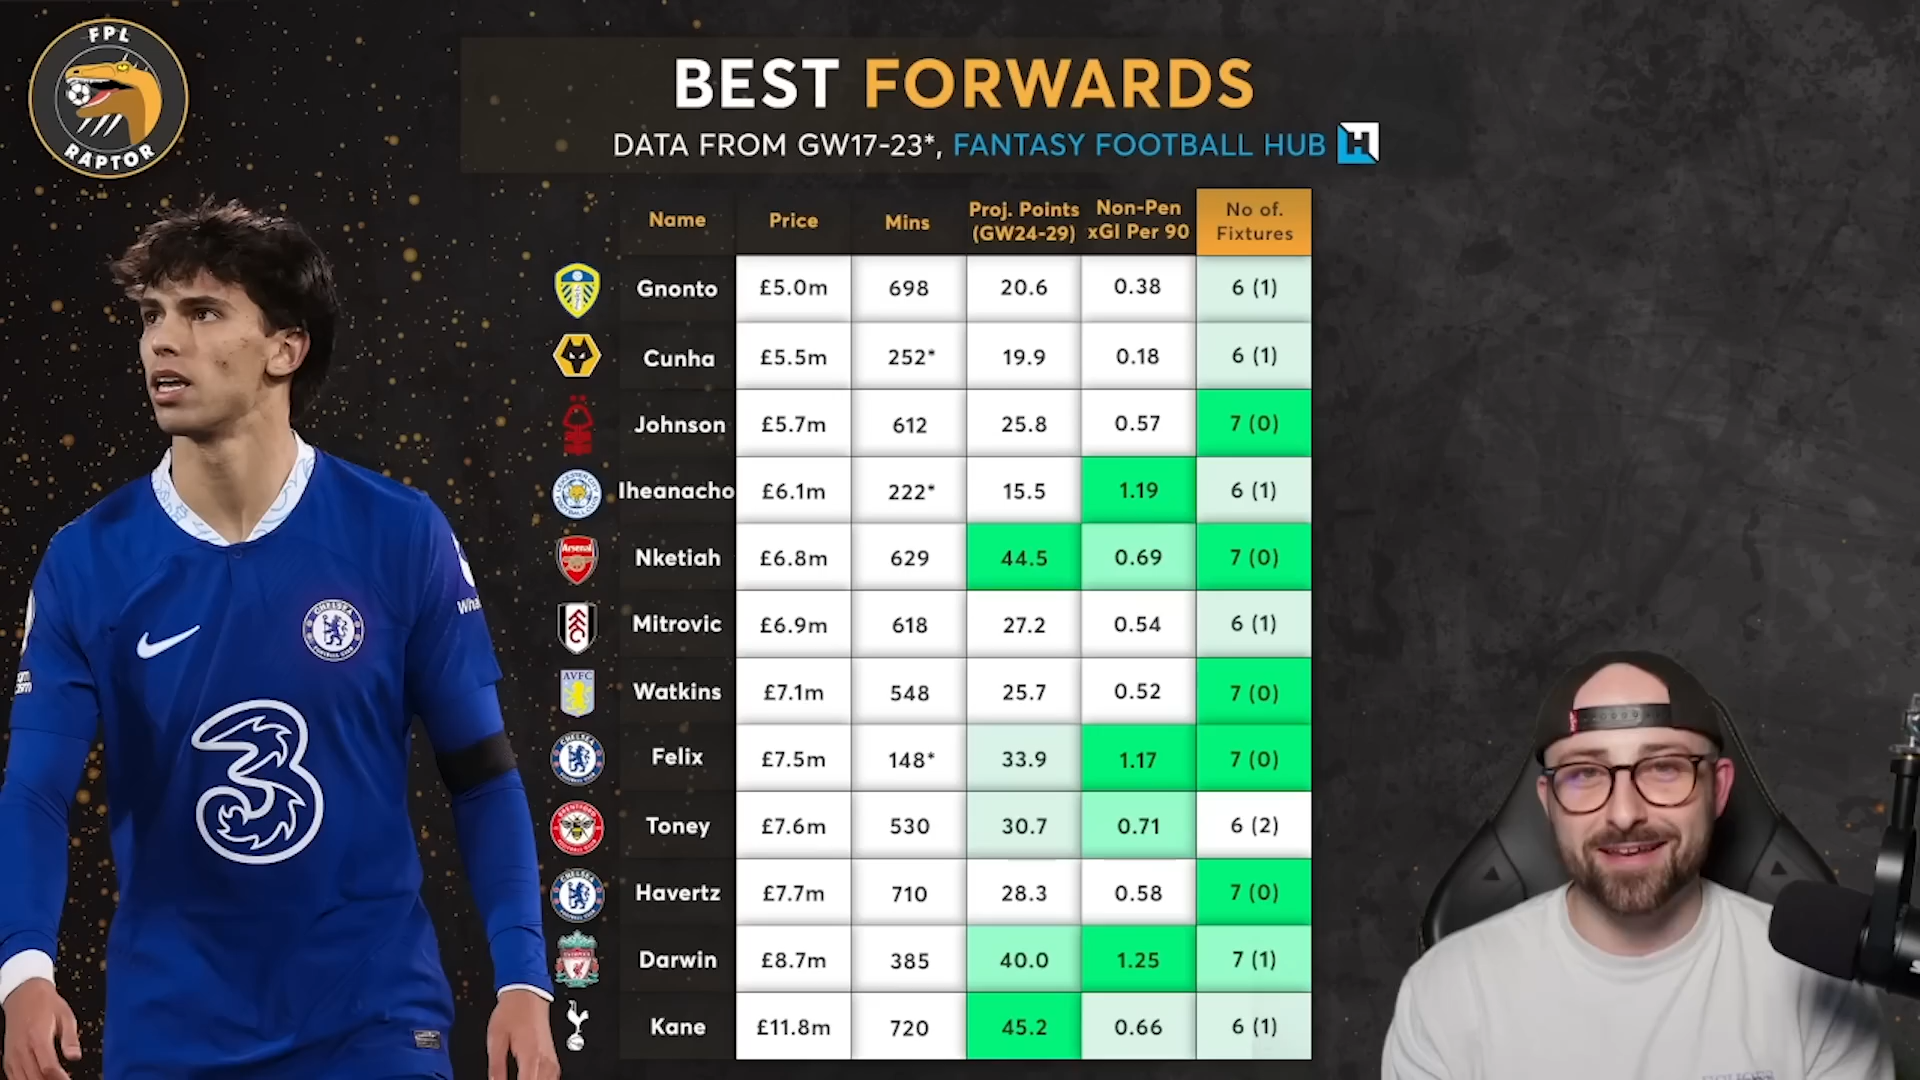 FPL
RAPTOR
BEST FORWARDS
DATA FROM GW17-23*, FANTASY FOOTBALL HUB H
Name Price Mins Proj. Points (GW24-29) Non-Pen xGI Per 90 No of. Fixtures
Gnonto £5.0m 698 20.6 0.38 6 (1)
Cunha £5.5m 252* 19.9 0.18 6 (1)
Johnson £5.7m 612 25.8 0.57 7 (0)
Iheanacho £6.1m 222* 15.5 1.19 6 (1)
Arsenal
Nketiah £6.8m 629 44.5 0.69 7 (0)
Mitrovic £6.9m 618 27.2 0.54 6 (1)
AVFC
Watkins £7.1m 548 25.7 0.52 7 (0)
Felix £7.5m 148* 33.9 1.17 7 (0)
Toney £7.6m 530 30.7 0.71 6 (2)
Havertz £7.7m 710 28.3 0.58 7 (0)
Darwin £8.7m 385 40.0 1.25 7 (1)
Kane £11.8m 720 45.2 0.66 6 (1)
CHELSEA
3